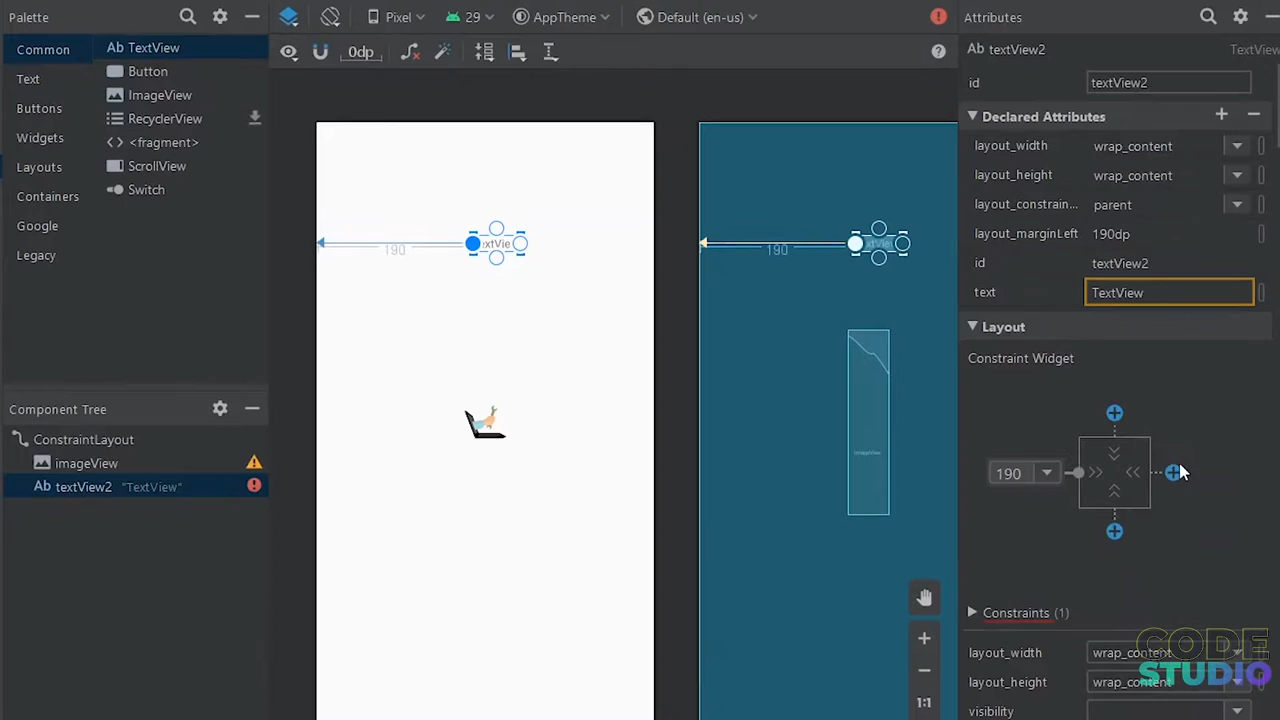 Palette
Pixel
29
AppTheme
Default (en-us)
Attributes
Common
Text
Buttons
Widgets
Layouts
Containers
Google
Legacy
Ab TextView
Button
ImageView
RecyclerView
<fragment>
ScrollView
Switch
0dp
Ab textView2
TextView
id
textView2
Declared Attributes
layout_width
wrap_content
layout_height
wrap_content
layout_constrain...
parent
layout_marginLeft
190dp
id
textView2
text
TextView
Layout
Constraint Widget
190
Constraints (1)
layout_width
wrap_content
layout_height
wrap_content
visibility
190
extVie
190
extVie
ImageView
1:1
Component Tree
ConstraintLayout
imageView
Ab textView2 "TextView"
CODE
STUDIO